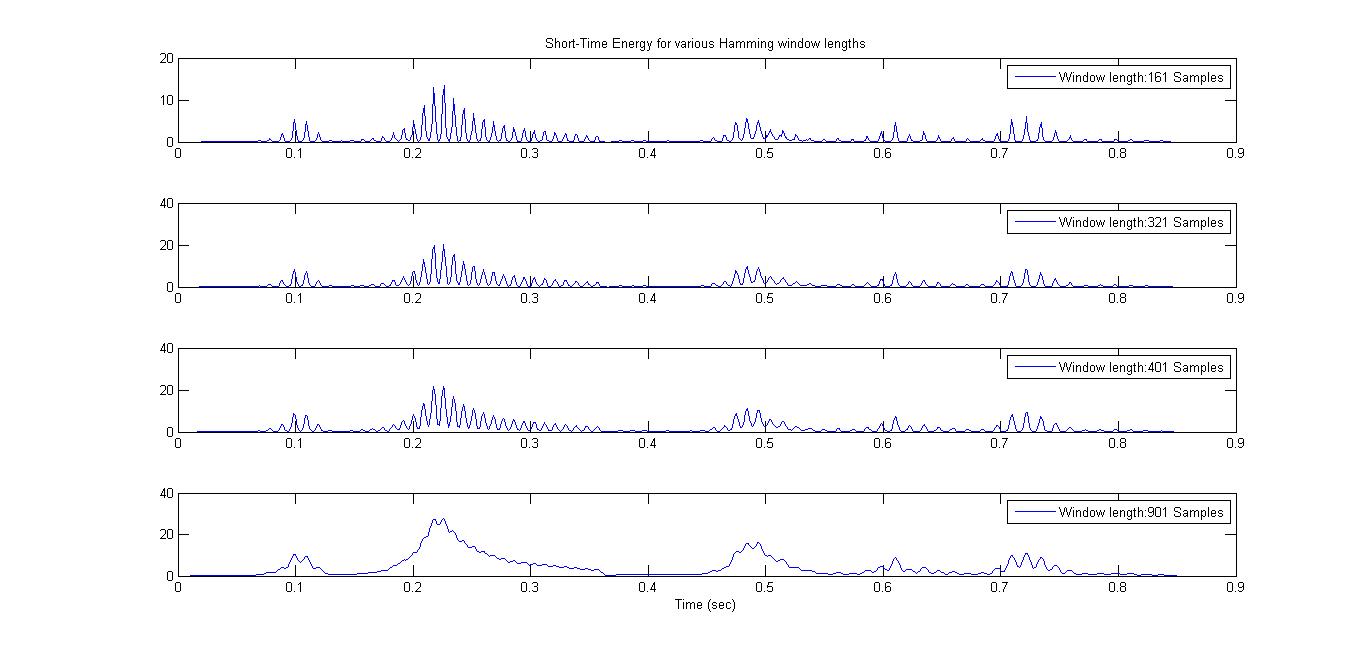 Short-Time Energy for various Hamming window lengths
20
Window length:161 Samples
10
0
0 0.1 0.2 0.3 0.4 0.5 0.6 0.7 0.8 0.9
40
Window length:321 Samples
20
0
0 0.1 0.2 0.3 0.4 0.5 0.6 0.7 0.8 0.9
40
Window length:401 Samples
20
0
0 0.1 0.2 0.3 0.4 0.5 0.6 0.7 0.8 0.9
40
Window length:901 Samples
20
0
0 0.1 0.2 0.3 0.4 0.5 0.6 0.7 0.8 0.9
Time (sec)